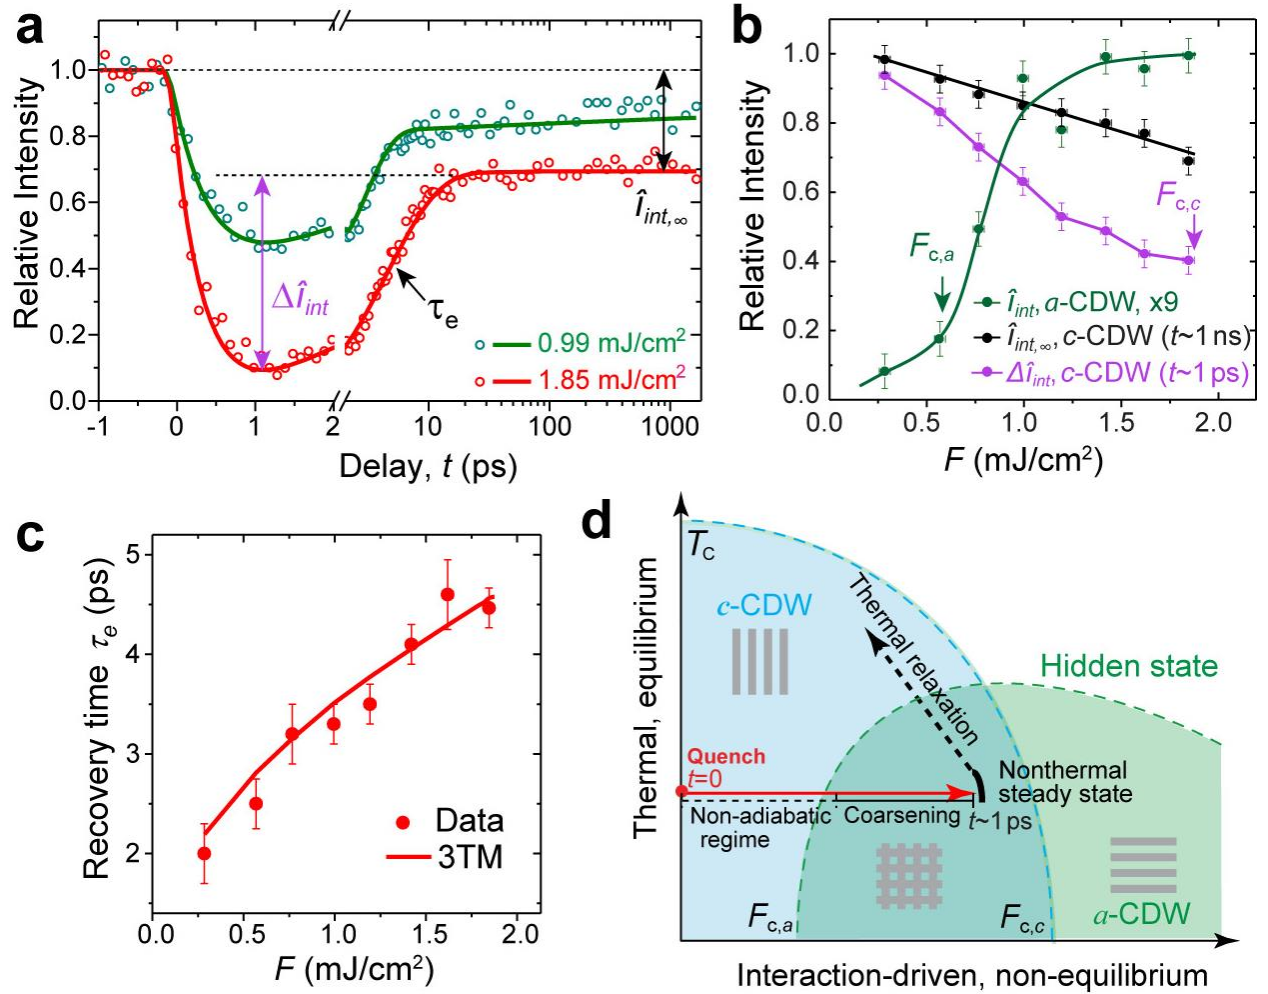 a
Relative Intensity
1.0
0.8
0.6
0.4
0.2
0.0
-1
0
1
2
10
100
1000
Delay, t (ps)
Î_int,∞
ΔÎ_int
τ_e
0.99 mJ/cm²
1.85 mJ/cm²
b
Relative Intensity
1.0
0.8
0.6
0.4
0.2
0.0
0.0
0.5
1.0
1.5
2.0
F (mJ/cm²)
F_c,a
F_c,c
Î_int, a-CDW, x9
Î_int,∞, c-CDW (t~1 ns)
Δî_int, c-CDW (t~1 ps)
c
Recovery time τ_e (ps)
5
4
3
2
0.0
0.5
1.0
1.5
2.0
F (mJ/cm²)
Data
3TM
d
Thermal, equilibrium
T_C
c-CDW
Thermal relaxation
Hidden state
Quench
t=0
Nonthermal
steady state
Non-adiabatic
regime
Coarsening
t~1 ps
a-CDW
F_c,a
F_c,c
Interaction-driven, non-equilibrium